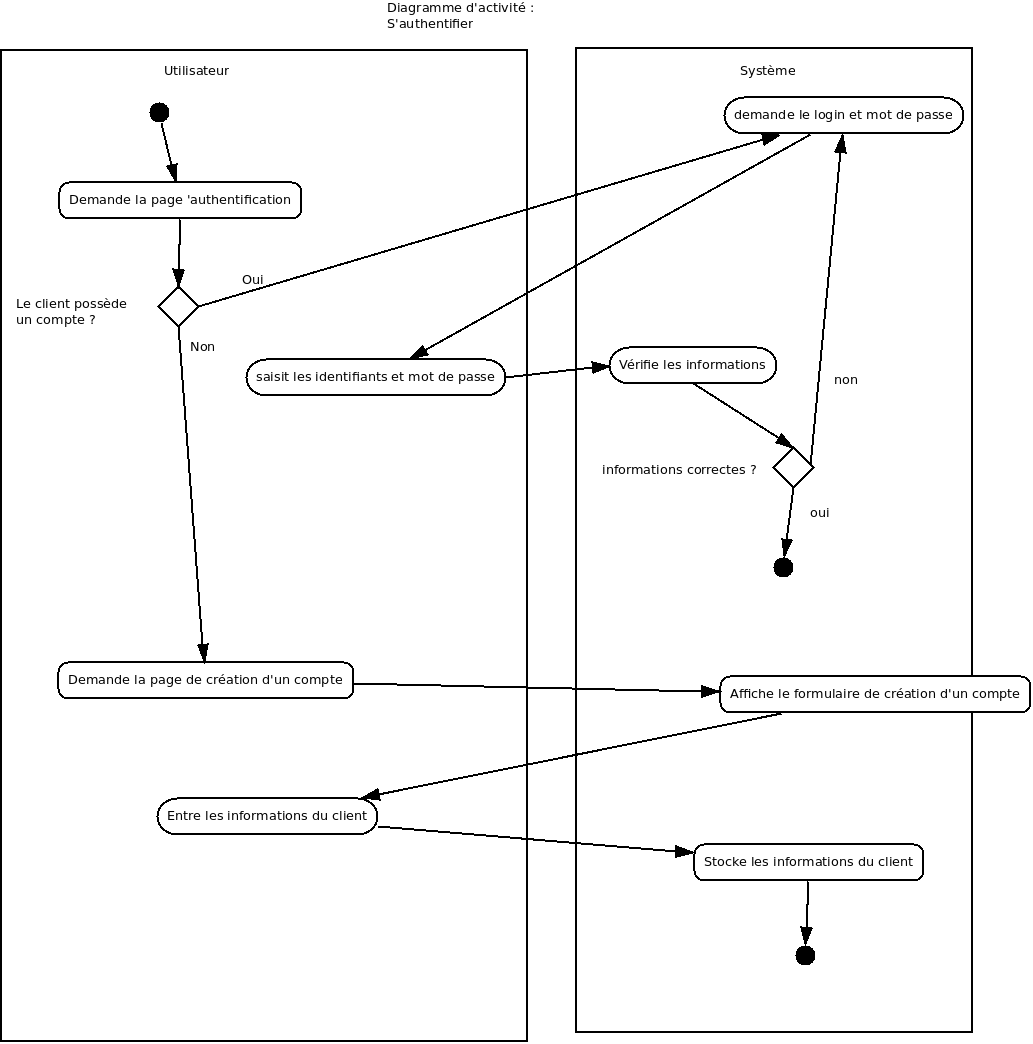 Diagramme d'activité :
S'authentifier
Utilisateur
Système
demande le login et mot de passe
Demande la page 'authentification
Oui
Le client possède
un compte ?
Non
saisit les identifiants et mot de passe
Vérifie les informations
non
informations correctes ?
oui
Demande la page de création d'un compte
Affiche le formulaire de création d'un compte
Entre les informations du client
Stocke les informations du client